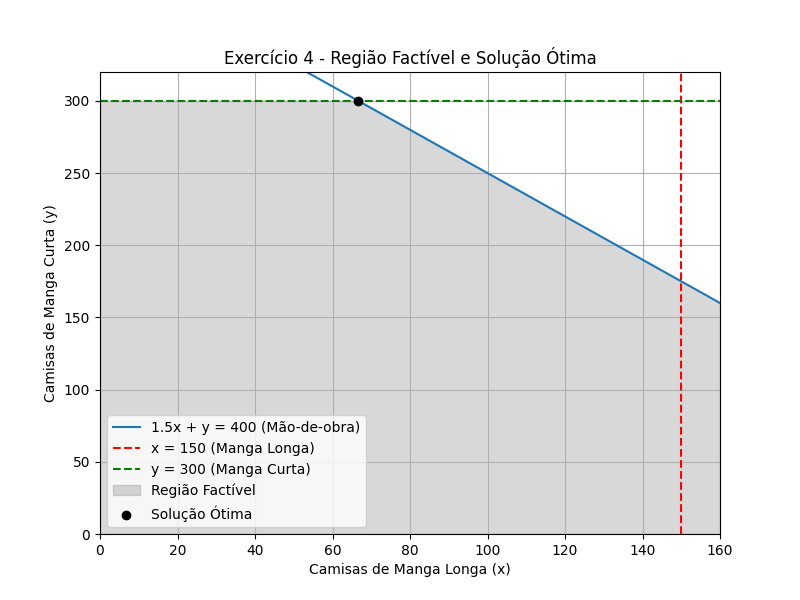 Exercício 4 - Região Factível e Solução Ótima
Camisas de Manga Curta (y)
300
250
200
150
100
50
0
1.5x + y = 400 (Mão-de-obra)
x = 150 (Manga Longa)
y = 300 (Manga Curta)
Região Factível
Solução Ótima
0 20 40 60 80 100 120 140 160
Camisas de Manga Longa (x)